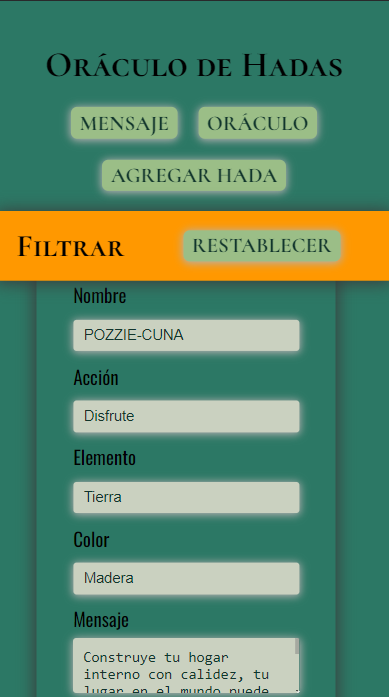 Oráculo de Hadas
MENSAJE ORÁCULO
AGREGAR HADA
Filtrar RESTABLECER
Nombre
POZZIE-CUNA
Acción
Disfrute
Elemento
Tierra
Color
Madera
Mensaje
Construye tu hogar
interno con calidez, tu
lugar en el mundo puede